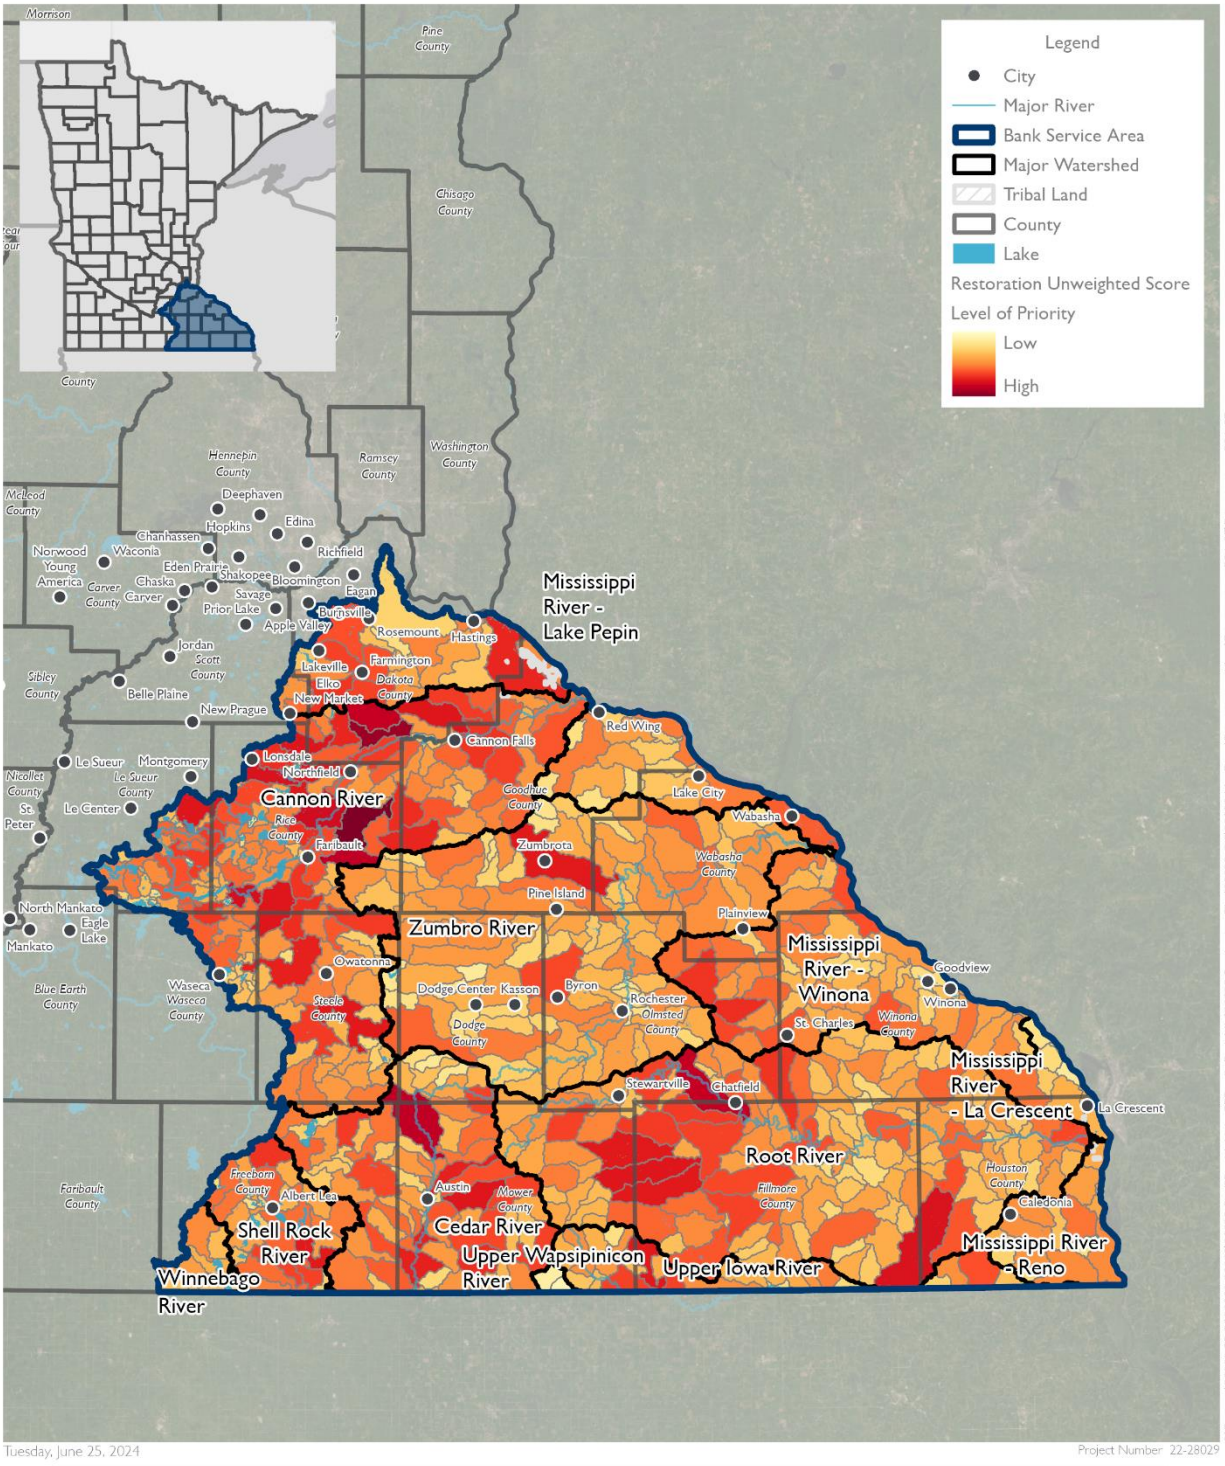 Morrison
Pine
County
Legend
City
Major River
Bank Service Area
Major Watershed
Tribal Land
County
Lake
Restoration Unweighted Score
Level of Priority
Low
High
Chisago
County
County
Hennepin
County
Ramsey
County
Washington
County
McLeod
County
Deephaven
Hopkins
Edina
Chanhassen
Richfield
Norwood
Young
America
Waconia
Eden Prairie
Shakopee
Bloomington
Chaska
Carver
County
Carver
Savage
Prior Lake
Eagan
Burnsville
Apple Valley
Rosemount
Hastings
Mississippi
River -
Lake Pepin
Jordan
Scott
County
Lakeville
Farmington
Elko
New Market
Dakota
County
Sibley
County
Belle Plaine
New Prague
Red Wing
Cannon Falls
Le Sueur
Montgomery
Lonsdale
Northfield
Nicollet
County
Le Sueur
County
Lake City
Goodhue
County
Cannon River
St.
Peter
Le Center
Rice
County
Wabasha
Faribault
Zumbrota
Wabasha
County
Pine Island
North Mankato
Eagle
Lake
Mankato
Zumbro River
Plainview
Mississippi
River -
Winona
Owatonna
Goodview
Winona
Waseca
Waseca
County
Blue Earth
County
Steele
County
Dodge Center
Kasson
Byron
Rochester
Olmsted
County
Dodge
County
St. Charles
Winona
County
Mississippi
River
- La Crescent
Stewartville
Chatfield
La Crescent
Root River
Faribault
County
Freeborn
County
Albert Lea
Austin
Mower
County
Fillmore
County
Houston
County
Caledonia
Shell Rock
River
Cedar River
Upper Wapsipinicon
River
Upper Iowa River
Mississippi River
- Reno
Winnebago
River
Tuesday, June 25, 2024
Project Number 22-28029